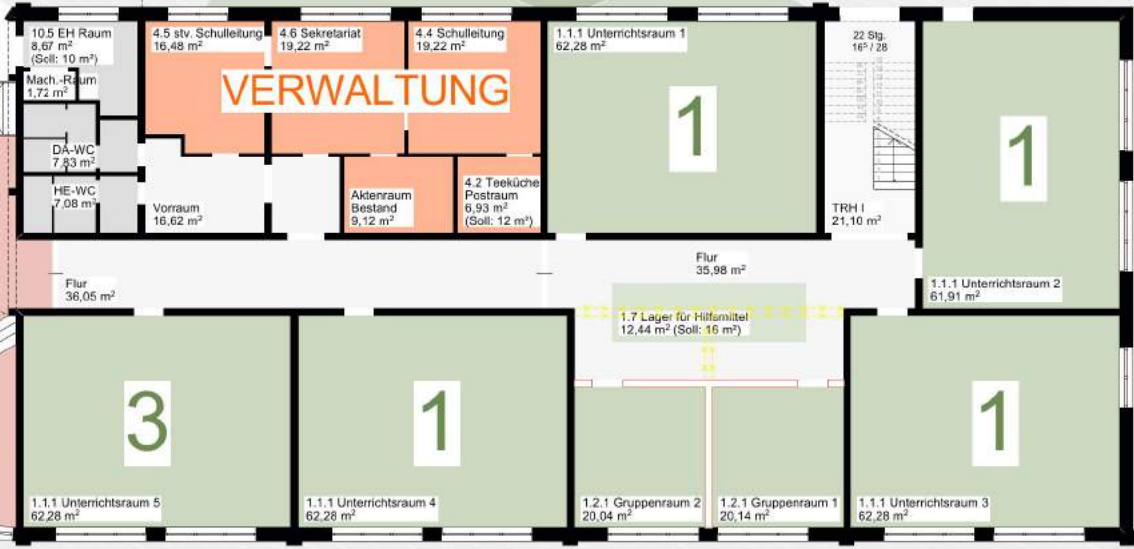 10.5 EH Raum
8,67 m²
(Soll: 10 m²)
Mach.-Raum
1,72 m²
DA-WC
7,83 m²
HE-WC
7,08 m²
4.5 stv. Schulleitung
16,48 m²
4.6 Sekretariat
19,22 m²
4.4 Schulleitung
19,22 m²
VERWALTUNG
Vorraum
16,62 m²
Aktenraum
Bestand
9,12 m²
4.2 Teeküche
Postraum
6,93 m²
(Soll: 12 m²)
1.1.1 Unterrichtsraum 1
62,28 m²
1
22 Stg.
16⁵ / 28
TRH I
21,10 m²
1
1.1.1 Unterrichtsraum 2
61,91 m²
Flur
36,05 m²
Flur
35,98 m²
1.7 Lager für Hilfsmittel
12,44 m² (Soll: 16 m²)
3
1.1.1 Unterrichtsraum 5
62,28 m²
1
1.1.1 Unterrichtsraum 4
62,28 m²
1.2.1 Gruppenraum 2
20,04 m²
1.2.1 Gruppenraum 1
20,14 m²
1
1.1.1 Unterrichtsraum 3
62,28 m²